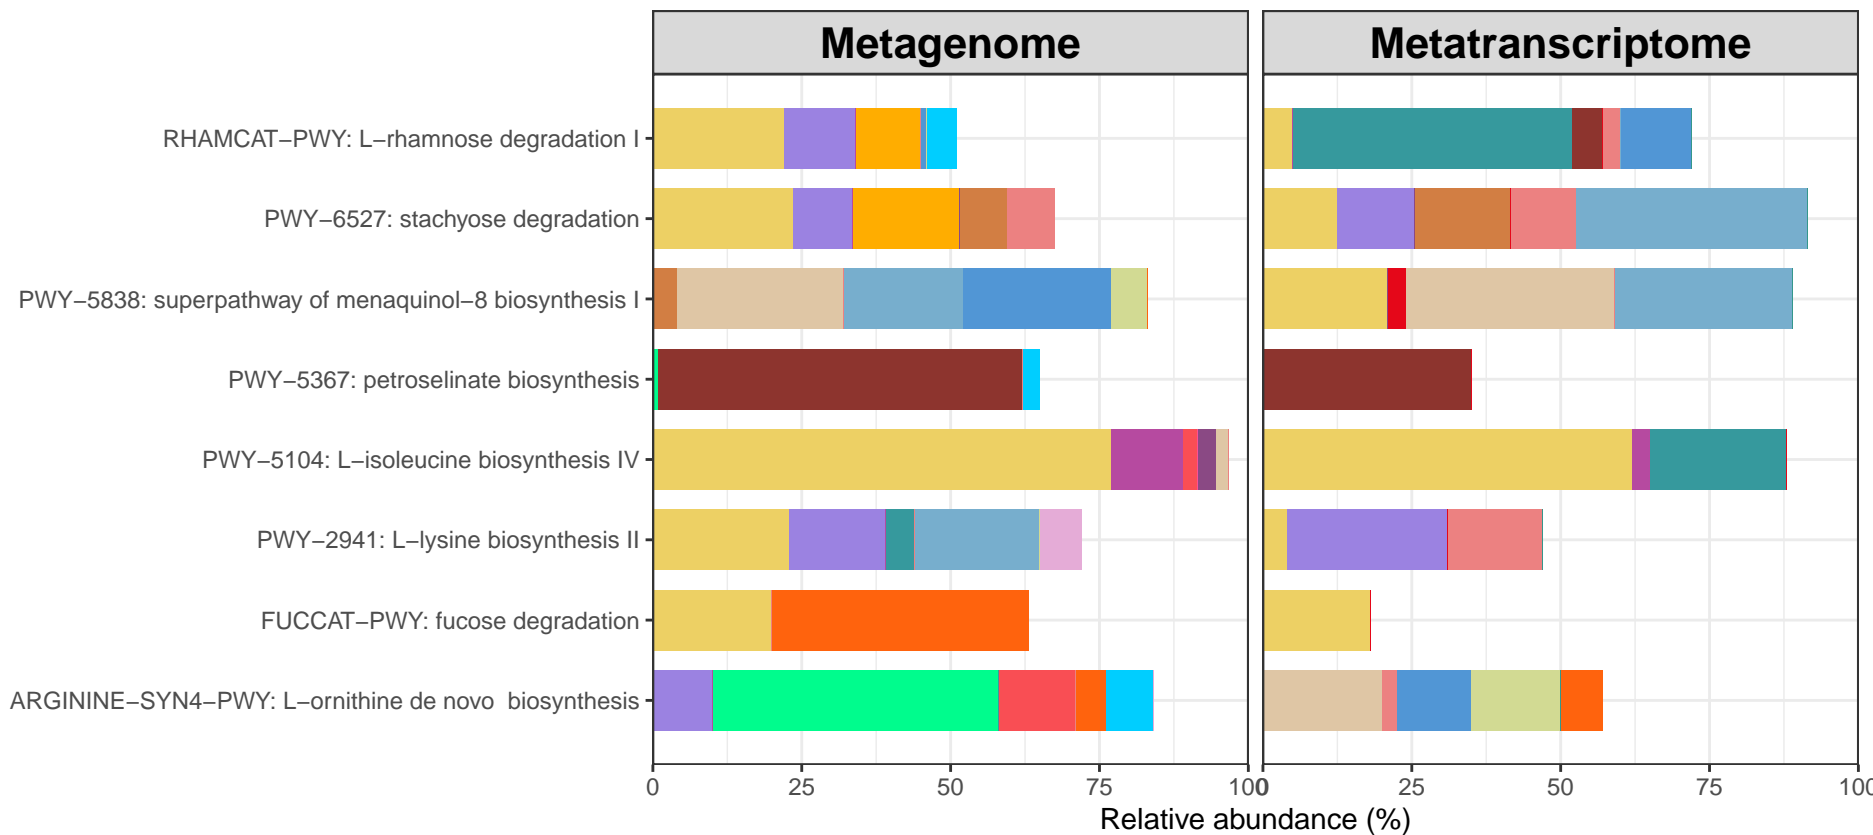 Metagenome
Metatranscriptome
RHAMCAT−PWY: L−rhamnose degradation I
PWY−6527: stachyose degradation
PWY−5838: superpathway of menaquinol−8 biosynthesis I
PWY−5367: petroselinate biosynthesis
PWY−5104: L−isoleucine biosynthesis IV
PWY−2941: L−lysine biosynthesis II
FUCCAT−PWY: fucose degradation
ARGININE−SYN4−PWY: L−ornithine de novo  biosynthesis
0 25 50 75 100
0 25 50 75 100
Relative abundance (%)